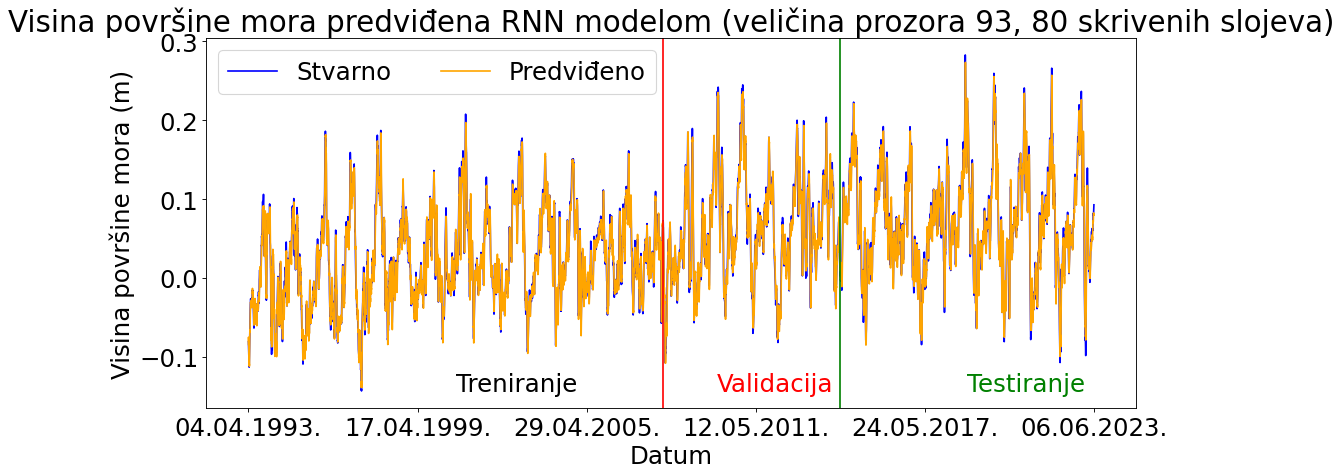 Visina površine mora predviđena RNN modelom (veličina prozora 93, 80 skrivenih slojeva)
Stvarno
Predviđeno
Visina površine mora (m)
0.3
0.2
0.1
0.0
−0.1
Treniranje
Validacija
Testiranje
04.04.1993.
17.04.1999.
29.04.2005.
12.05.2011.
24.05.2017.
06.06.2023.
Datum